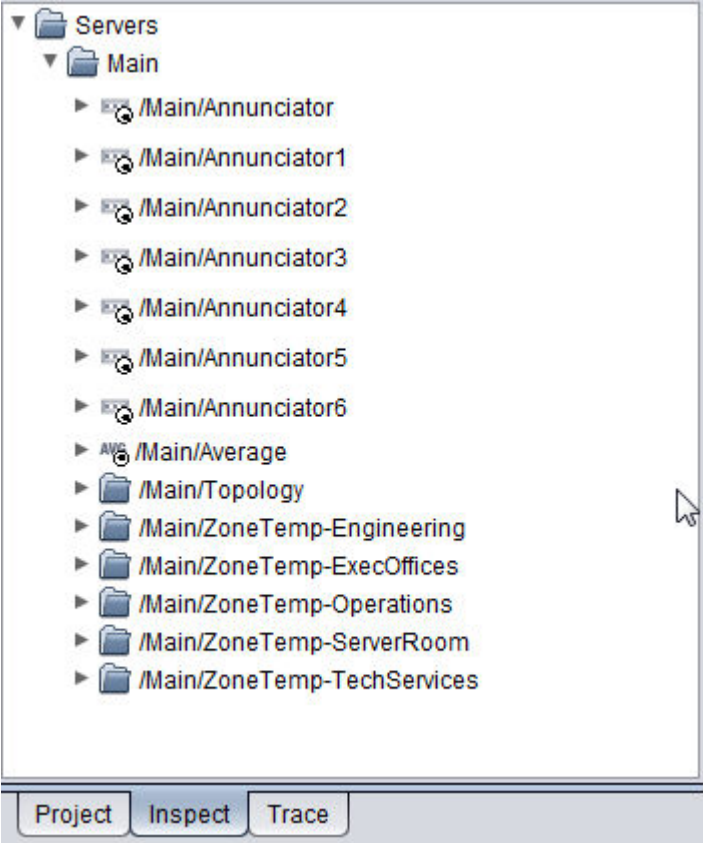 Servers
Main
/Main/Annunciator
/Main/Annunciator1
/Main/Annunciator2
/Main/Annunciator3
/Main/Annunciator4
/Main/Annunciator5
/Main/Annunciator6
AVG /Main/Average
/Main/Topology
/Main/ZoneTemp-Engineering
/Main/ZoneTemp-ExecOffices
/Main/ZoneTemp-Operations
/Main/ZoneTemp-ServerRoom
/Main/ZoneTemp-TechServices
Project Inspect Trace